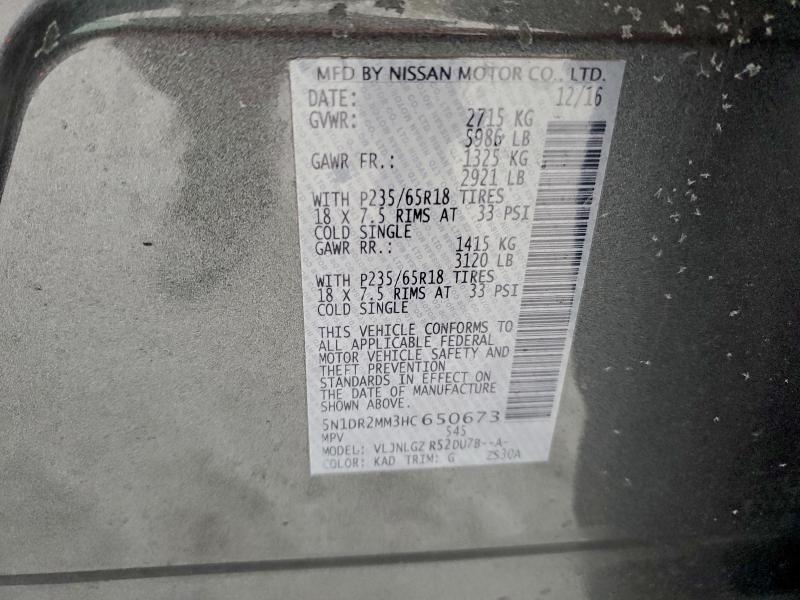 MFD BY NISSAN MOTOR CO., LTD.
DATE: 12/16
GVWR: 2715 KG
5986 LB
GAWR FR.: 1325 KG
2921 LB
WITH P235/65R18 TIRES
18 X 7.5 RIMS AT 33 PSI
COLD SINGLE
GAWR RR.: 1415 KG
3120 LB
WITH P235/65R18 TIRES
18 X 7.5 RIMS AT 33 PSI
COLD SINGLE
THIS VEHICLE CONFORMS TO
ALL APPLICABLE FEDERAL
MOTOR VEHICLE SAFETY AND
THEFT PREVENTION
STANDARDS IN EFFECT ON
THE DATE OF MANUFACTURE
SHOWN ABOVE.
5N1DR2MM3HC650673
MPV 545
MODEL: VLJNLGZ R52DU7B--A-
COLOR: KAD TRIM: G ZS30A